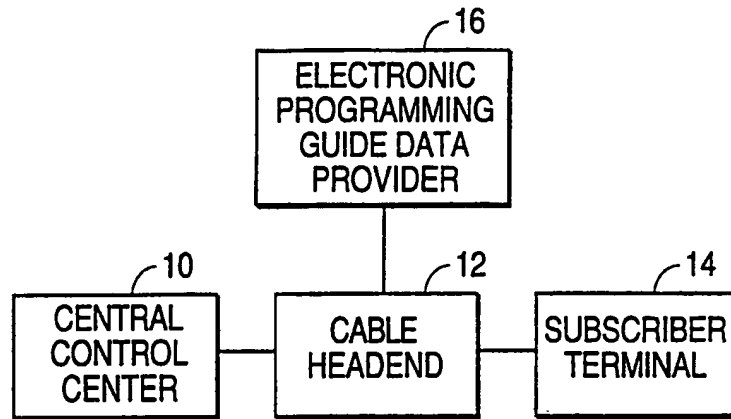 16
ELECTRONIC
PROGRAMMING
GUIDE DATA
PROVIDER
10
CENTRAL
CONTROL
CENTER
12
CABLE
HEADEND
14
SUBSCRIBER
TERMINAL